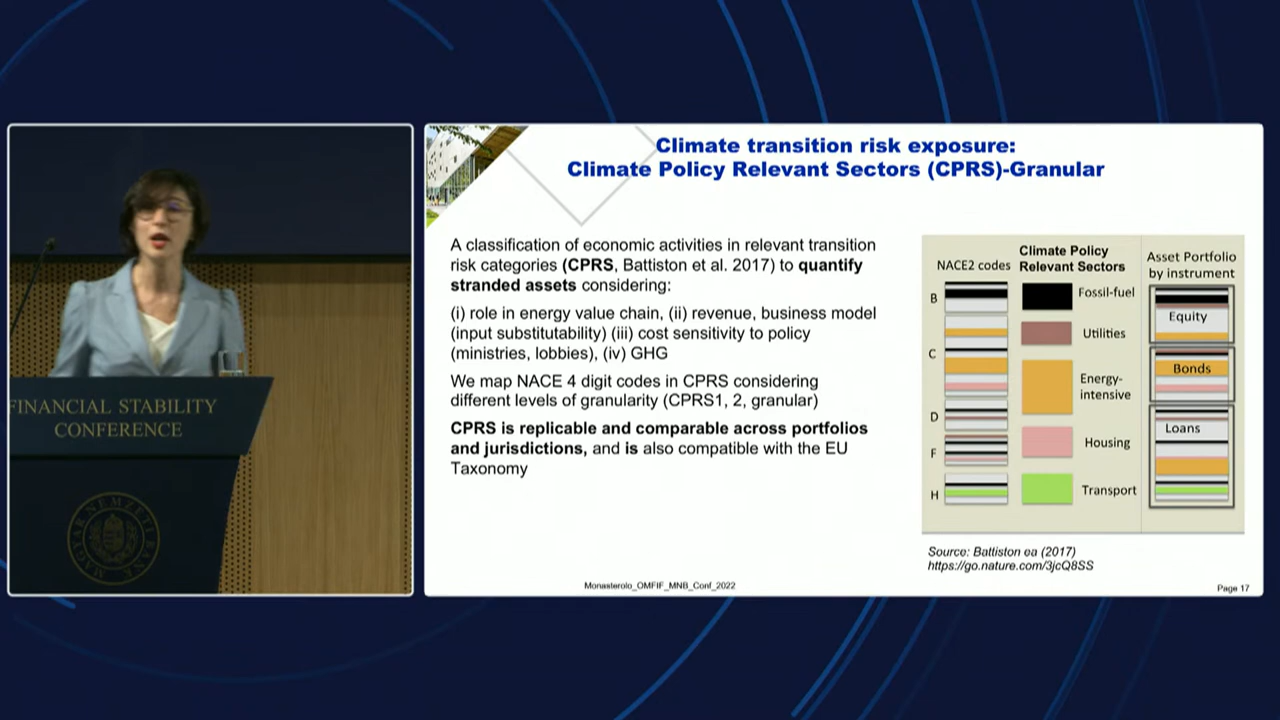 FINANCIAL STABILITY
CONFERENCE
MAGYAR NEMZETI BANK
Climate transition risk exposure:
Climate Policy Relevant Sectors (CPRS)-Granular
A classification of economic activities in relevant transition
risk categories (CPRS, Battiston et al. 2017) to quantify
stranded assets considering:
(i) role in energy value chain, (ii) revenue, business model
(input substitutability) (iii) cost sensitivity to policy
(ministries, lobbies), (iv) GHG
We map NACE 4 digit codes in CPRS considering
different levels of granularity (CPRS1, 2, granular)
CPRS is replicable and comparable across portfolios
and jurisdictions, and is also compatible with the EU
Taxonomy
NACE2 codes
B
C
D
F
H
Climate Policy
Relevant Sectors
Fossil-fuel
Utilities
Energy-
intensive
Housing
Transport
Asset Portfolio
by instrument
Equity
Bonds
Loans
Source: Battiston ea (2017)
https://go.nature.com/3jcQ8SS
Monasterolo_OMFIF_MNB_Conf_2022
Page 17